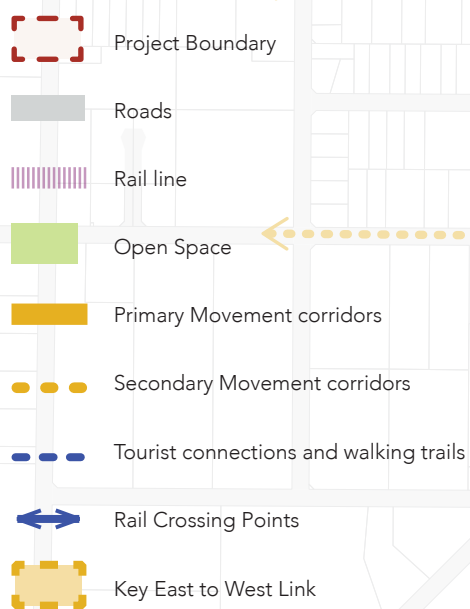 Project Boundary
Roads
Rail line
Open Space
Primary Movement corridors
Secondary Movement corridors
Tourist connections and walking trails
Rail Crossing Points
Key East to West Link